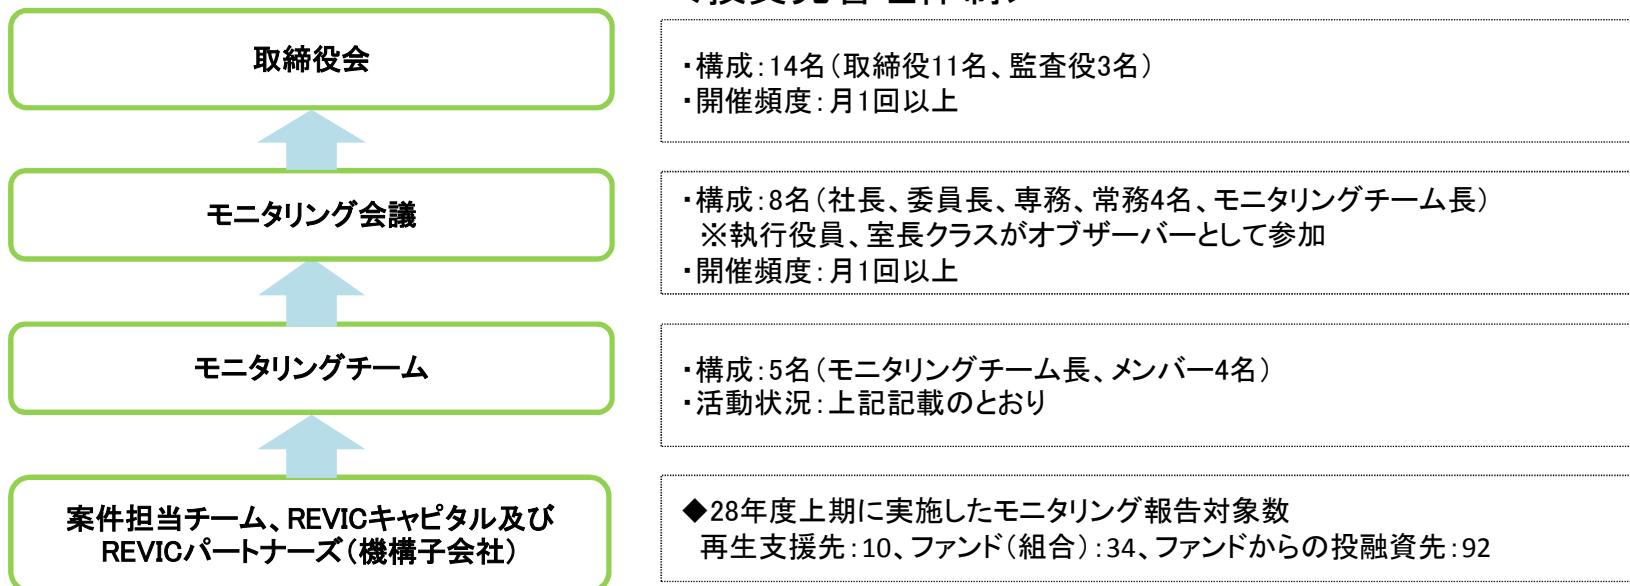 取締役会
・構成：14名（取締役11名、監査役3名）
・開催頻度：月1回以上
モニタリング会議
・構成：8名（社長、委員長、専務、常務4名、モニタリングチーム長）
※執行役員、室長クラスがオブザーバーとして参加
・開催頻度：月1回以上
モニタリングチーム
・構成：5名（モニタリングチーム長、メンバー4名）
・活動状況：上記記載のとおり
案件担当チーム、REVICキャピタル及び
REVICパートナーズ（機構子会社）
◆28年度上期に実施したモニタリング報告対象数
再生支援先：10、ファンド（組合）：34、ファンドからの投融資先：92